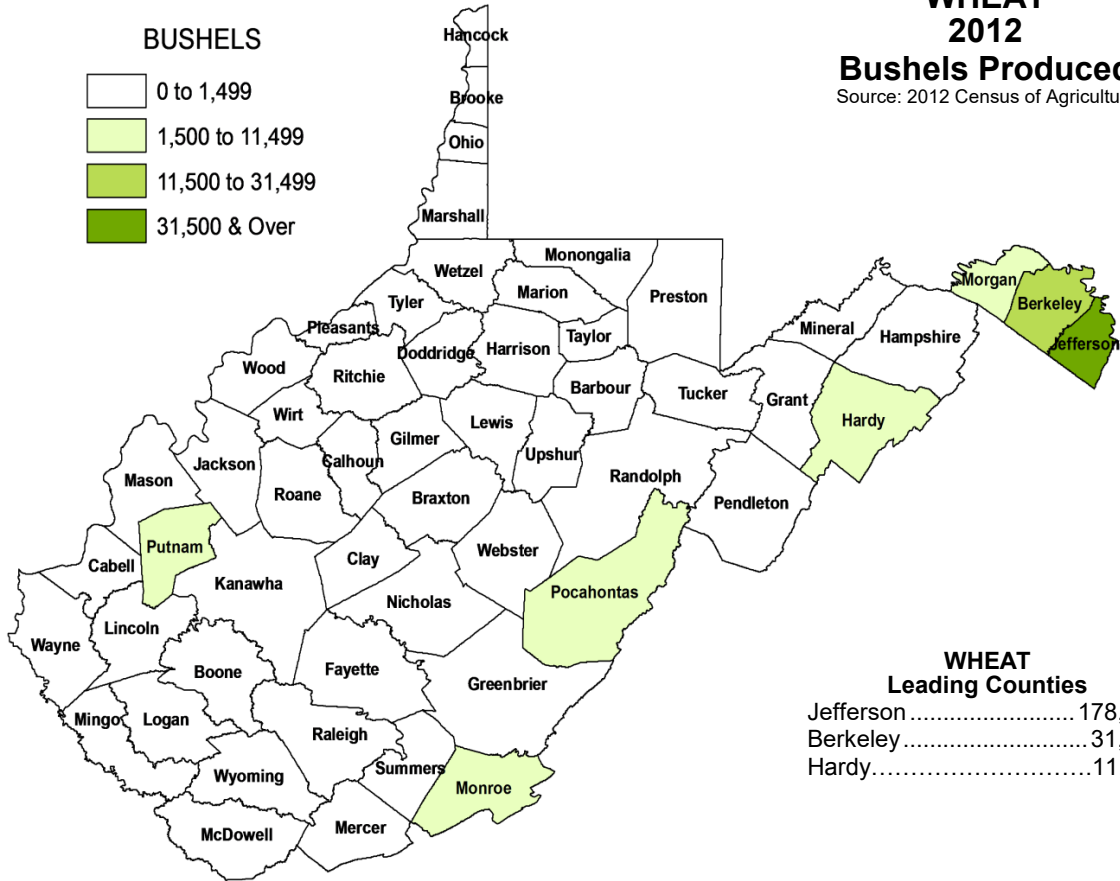 WHEAT
2012
Bushels Produced
Source: 2012 Census of Agricultu
BUSHELS
0 to 1,499
1,500 to 11,499
11,500 to 31,499
31,500 & Over
Hancock
Brooke
Ohio
Marshall
Wetzel
Monongalia
Marion
Preston
Tyler
Pleasants
Doddridge
Harrison
Taylor
Wood
Ritchie
Barbour
Tucker
Grant
Mineral
Hampshire
Morgan
Berkeley
Jefferson
Hardy
Wirt
Lewis
Gilmer
Upshur
Calhoun
Jackson
Roane
Mason
Braxton
Randolph
Pendleton
Putnam
Cabell
Kanawha
Clay
Webster
Pocahontas
Nicholas
Wayne
Lincoln
Boone
Fayette
Greenbrier
Mingo
Logan
Raleigh
Wyoming
Summers
Monroe
McDowell
Mercer
WHEAT
Leading Counties
Jefferson ......................... 178,
Berkeley ............................ 31,
Hardy...............................11